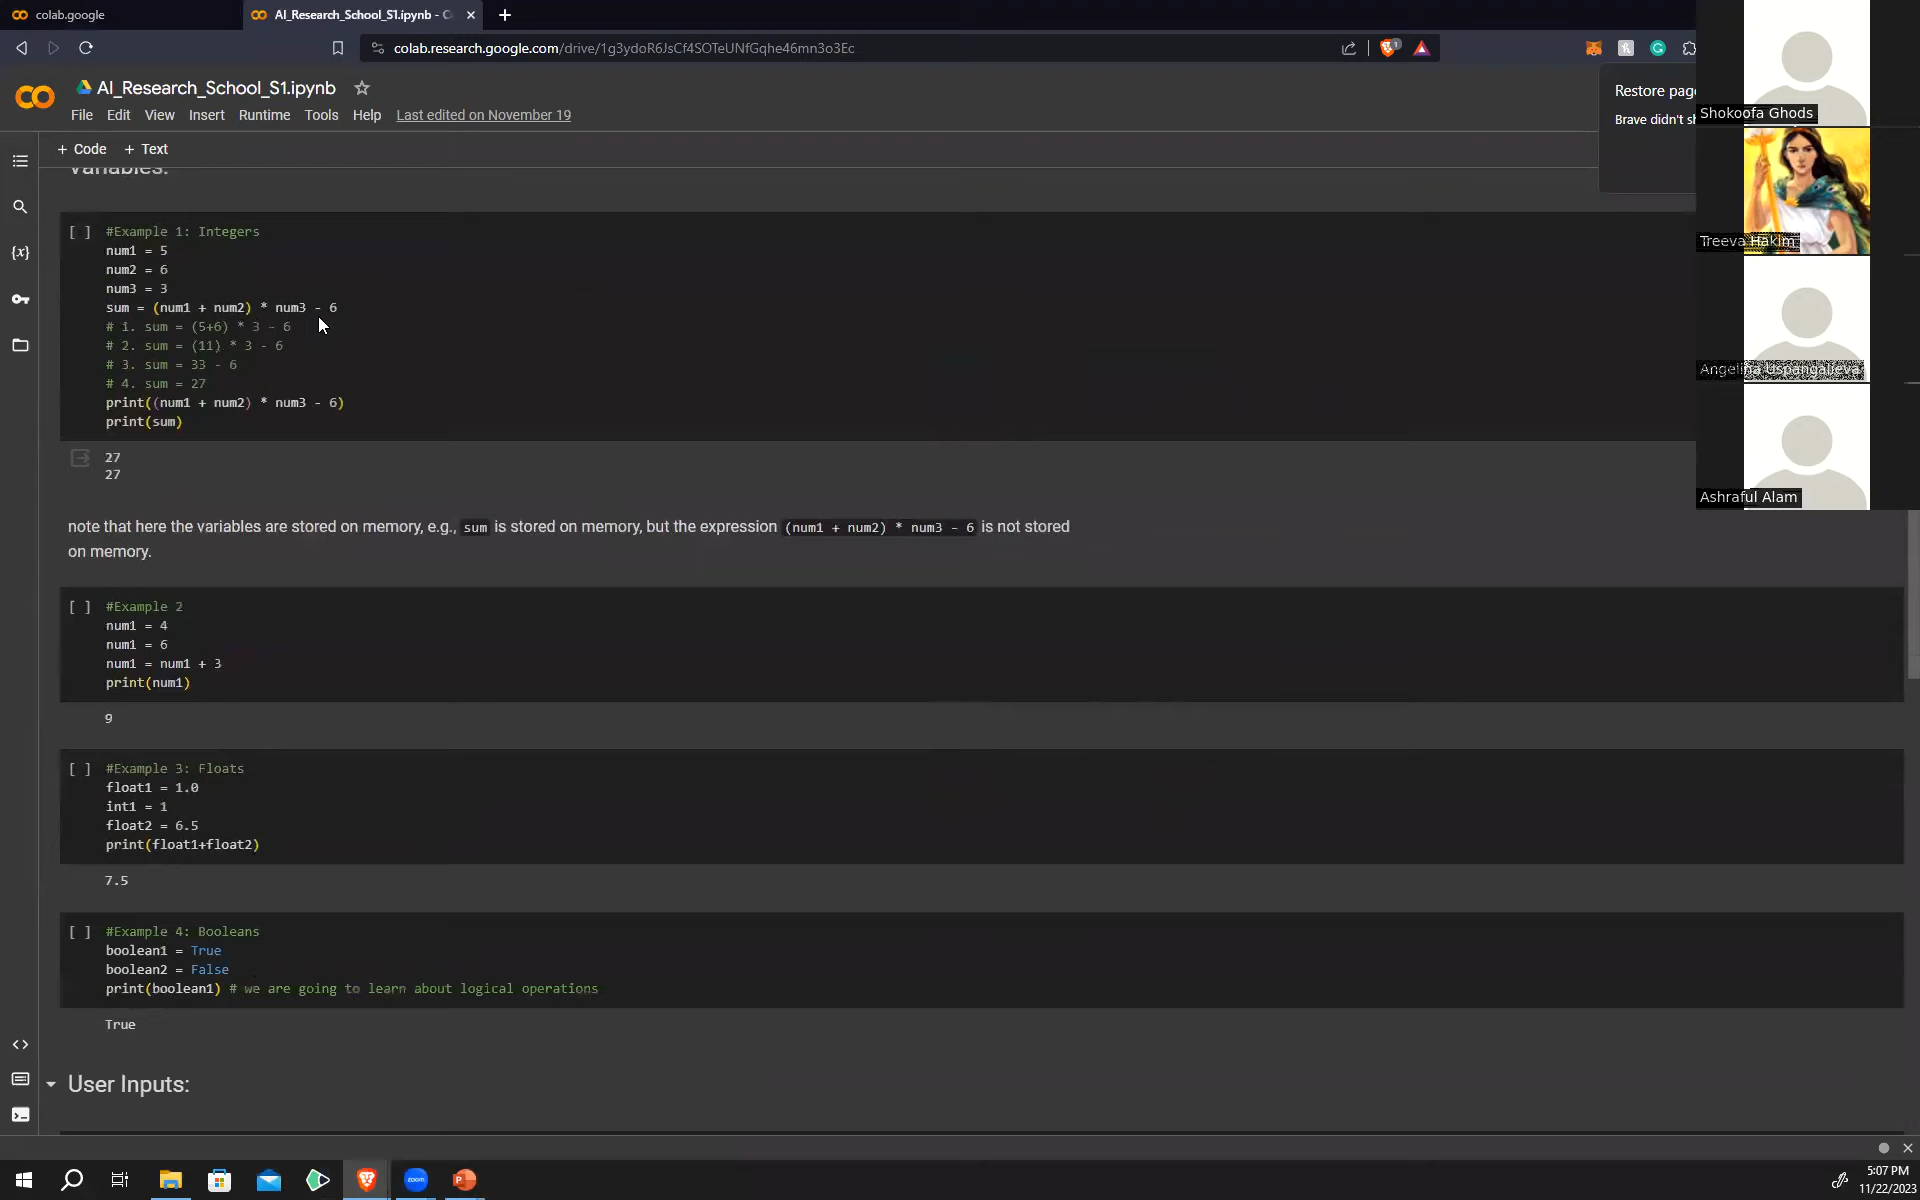 colab.google
AI_Research_School_S1.ipynb - C
colab.research.google.com/drive/1g3ydoR6JsCf4SOTeUNfGqhe46mn3o3Ec
AI_Research_School_S1.ipynb
File Edit View Insert Runtime Tools Help Last edited on November 19
+ Code + Text
Restore pag
Brave didn't sh
Shokoofa Ghods
Treeva Hakim
Angelina Uspangalieva
Ashraful Alam
Variables:
[ ] #Example 1: Integers
num1 = 5
num2 = 6
num3 = 3
sum = (num1 + num2) * num3 - 6
# 1. sum = (5+6) * 3 - 6
# 2. sum = (11) * 3 - 6
# 3. sum = 33 - 6
# 4. sum = 27
print((num1 + num2) * num3 - 6)
print(sum)
27
27
note that here the variables are stored on memory, e.g., sum is stored on memory, but the expression (num1 + num2) * num3 - 6 is not stored
on memory.
[ ] #Example 2
num1 = 4
num1 = 6
num1 = num1 + 3
print(num1)
9
[ ] #Example 3: Floats
float1 = 1.0
int1 = 1
float2 = 6.5
print(float1+float2)
7.5
[ ] #Example 4: Booleans
boolean1 = True
boolean2 = False
print(boolean1) # we are going to learn about logical operations
True
User Inputs:
zoom
5:07 PM
11/22/2023